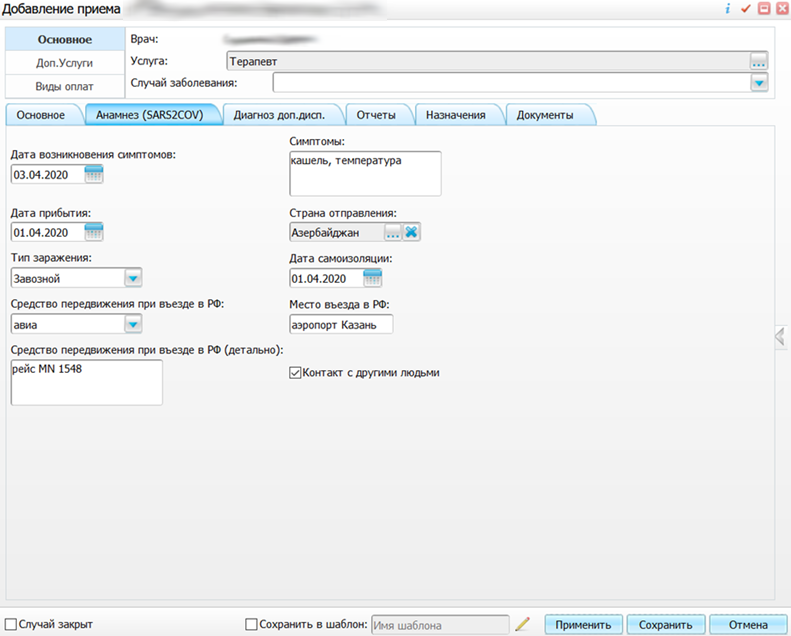 Добавление приема
Основное
Доп.Услуги
Виды оплат
Врач:
Услуга: Терапевт ...
Случай заболевания:
Основное Анамнез (SARS2COV) Диагноз доп.дисп. Отчеты Назначения Документы
Дата возникновения симптомов:
03.04.2020
Симптомы:
кашель, температура
Дата прибытия:
01.04.2020
Страна отправления:
Азербайджан ...
Тип заражения:
Завозной
Дата самоизоляции:
01.04.2020
Средство передвижения при въезде в РФ:
авиа
Место въезда в РФ:
аэропорт Казань
Средство передвижения при въезде в РФ (детально):
рейс MN 1548
Контакт с другими людьми
Случай закрыт Сохранить в шаблон: Имя шаблона Применить Сохранить Отмена